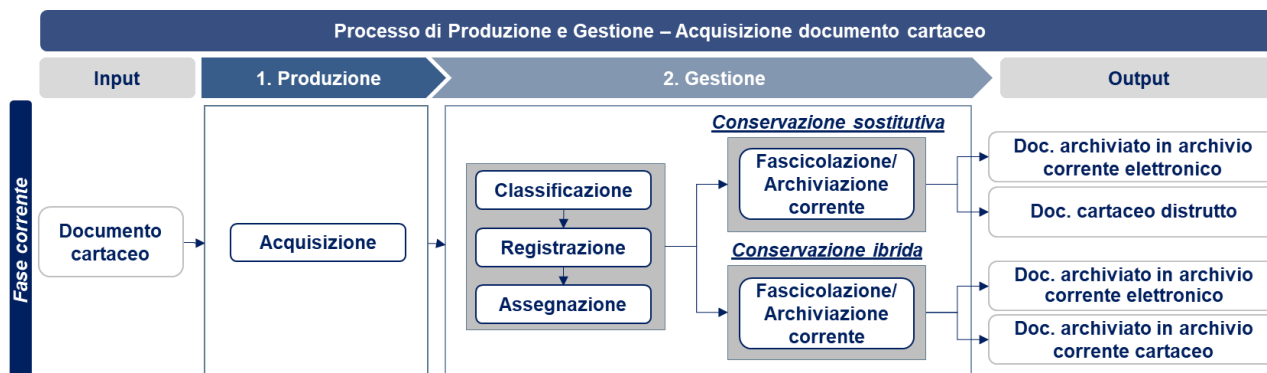 Processo di Produzione e Gestione – Acquisizione documento cartaceo
Input
1. Produzione
2. Gestione
Output
Fase corrente
Documento
cartaceo
Acquisizione
Classificazione
Registrazione
Assegnazione
Conservazione sostitutiva
Fascicolazione/
Archiviazione
corrente
Conservazione ibrida
Fascicolazione/
Archiviazione
corrente
Doc. archiviato in archivio
corrente elettronico
Doc. cartaceo distrutto
Doc. archiviato in archivio
corrente elettronico
Doc. archiviato in archivio
corrente cartaceo